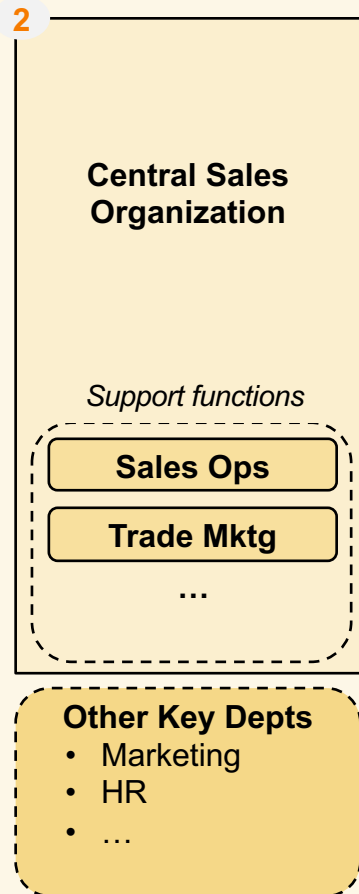 2
Central Sales
Organization
Support functions
Sales Ops
Trade Mktg
…
Other Key Depts
• Marketing
• HR
• …